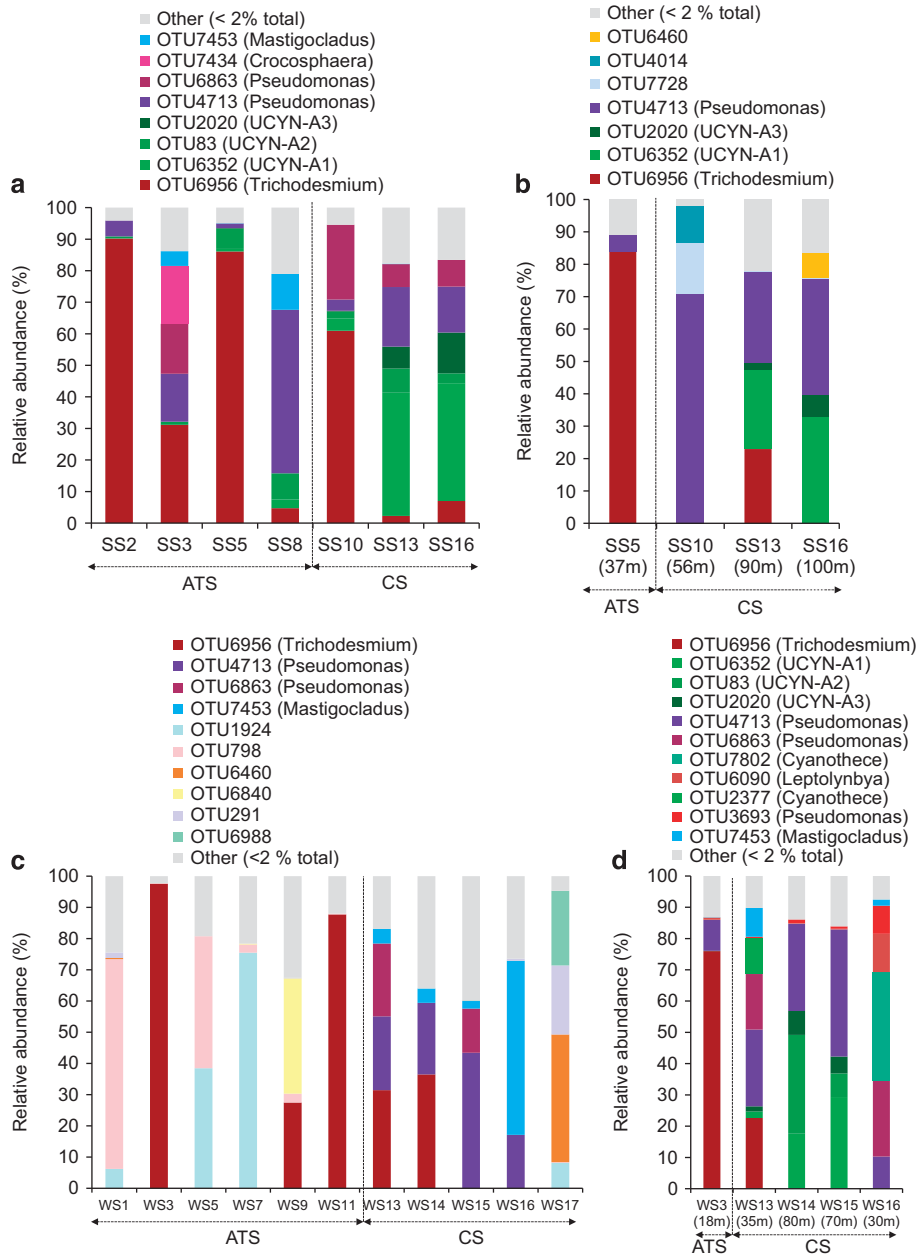 Other (< 2% total)
OTU7453 (Mastigocladus)
OTU7434 (Crocosphaera)
OTU6863 (Pseudomonas)
OTU4713 (Pseudomonas)
OTU2020 (UCYN-A3)
OTU83 (UCYN-A2)
OTU6352 (UCYN-A1)
OTU6956 (Trichodesmium)
a
Relative abundance (%)
100
90
80
70
60
50
40
30
20
10
0
SS2 SS3 SS5 SS8 SS10 SS13 SS16
ATS CS
Other (< 2 % total)
OTU6460
OTU4014
OTU7728
OTU4713 (Pseudomonas)
OTU2020 (UCYN-A3)
OTU6352 (UCYN-A1)
OTU6956 (Trichodesmium)
b
Relative abundance (%)
100
90
80
70
60
50
40
30
20
10
0
SS5 SS10 SS13 SS16
(37m) (56m) (90m) (100m)
ATS CS
OTU6956 (Trichodesmium)
OTU4713 (Pseudomonas)
OTU6863 (Pseudomonas)
OTU7453 (Mastigocladus)
OTU1924
OTU798
OTU6460
OTU6840
OTU291
OTU6988
Other (<2 % total)
c
Relative abundance (%)
100
90
80
70
60
50
40
30
20
10
0
WS1 WS3 WS5 WS7 WS9 WS11 WS13 WS14 WS15 WS16 WS17
ATS CS
OTU6956 (Trichodesmium)
OTU6352 (UCYN-A1)
OTU83 (UCYN-A2)
OTU2020 (UCYN-A3)
OTU4713 (Pseudomonas)
OTU6863 (Pseudomonas)
OTU7802 (Cyanothece)
OTU6090 (Leptolynbya)
OTU2377 (Cyanothece)
OTU3693 (Pseudomonas)
OTU7453 (Mastigocladus)
Other (< 2 % total)
d
Relative abundance (%)
100
90
80
70
60
50
40
30
20
10
0
WS3 WS13 WS14 WS15 WS16
(18m) (35m) (80m) (70m) (30m)
ATS CS